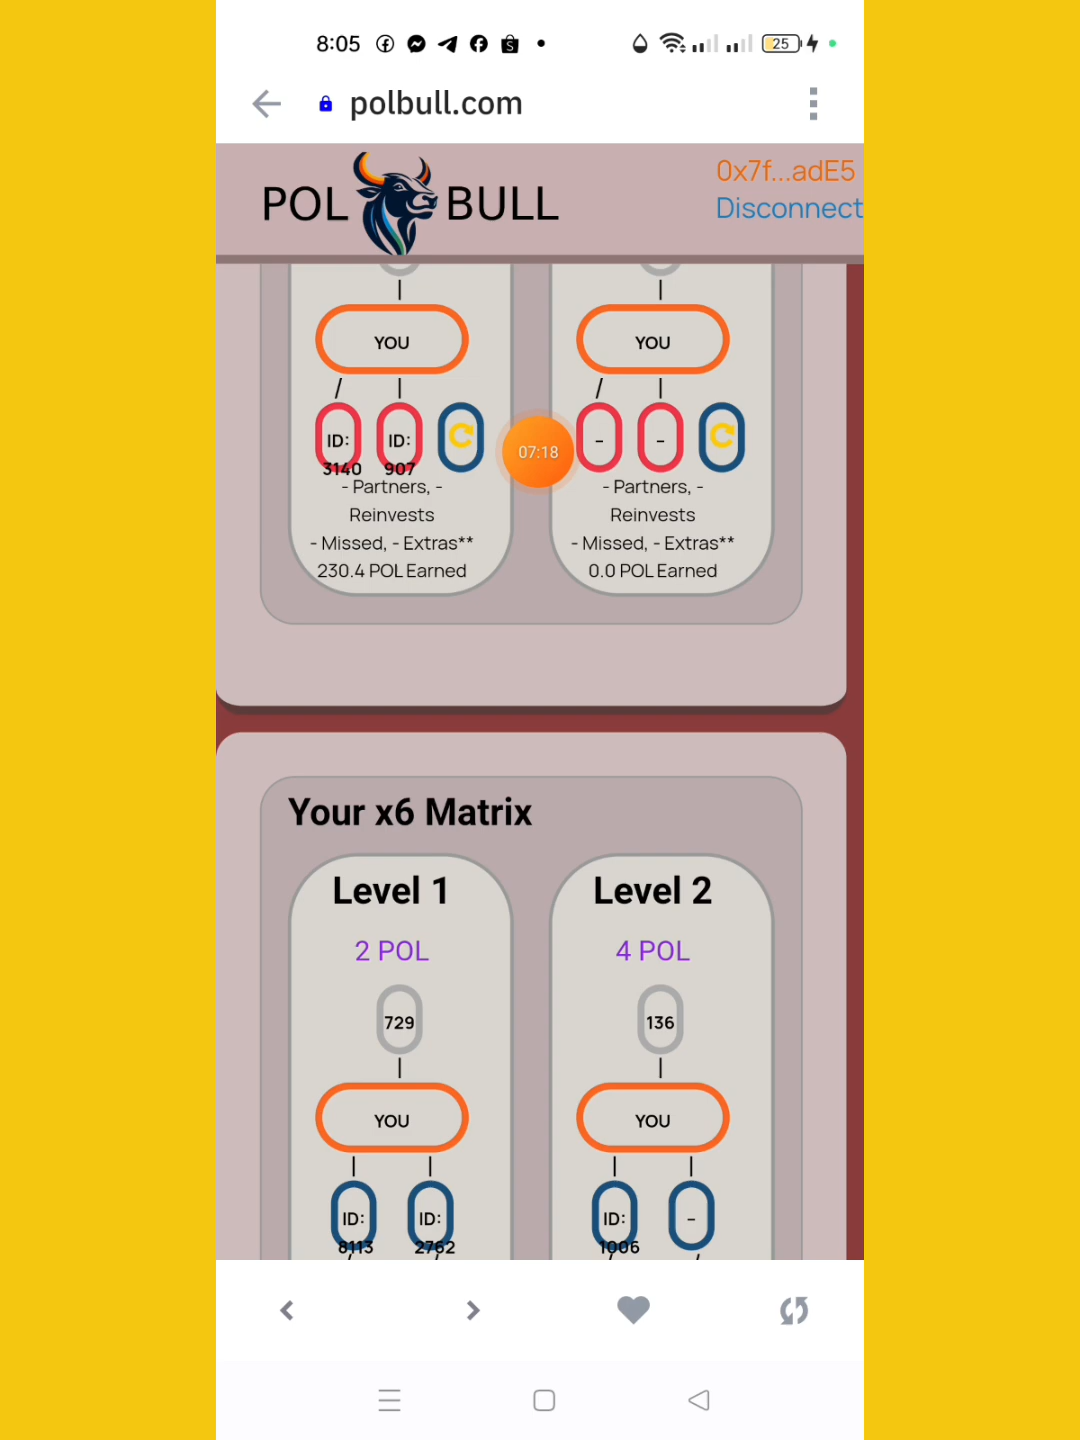 8:05
25
polbull.com
POL BULL
0x7f...adE5
Disconnect
YOU
YOU
ID: 3140
ID: 907
-
-
07:18
- Partners, -
Reinvests
- Missed, - Extras**
230.4 POL Earned
- Partners, -
Reinvests
- Missed, - Extras**
0.0 POL Earned
Your x6 Matrix
Level 1
2 POL
729
YOU
ID: 8113
ID: 2762
Level 2
4 POL
136
YOU
ID: 1006
-